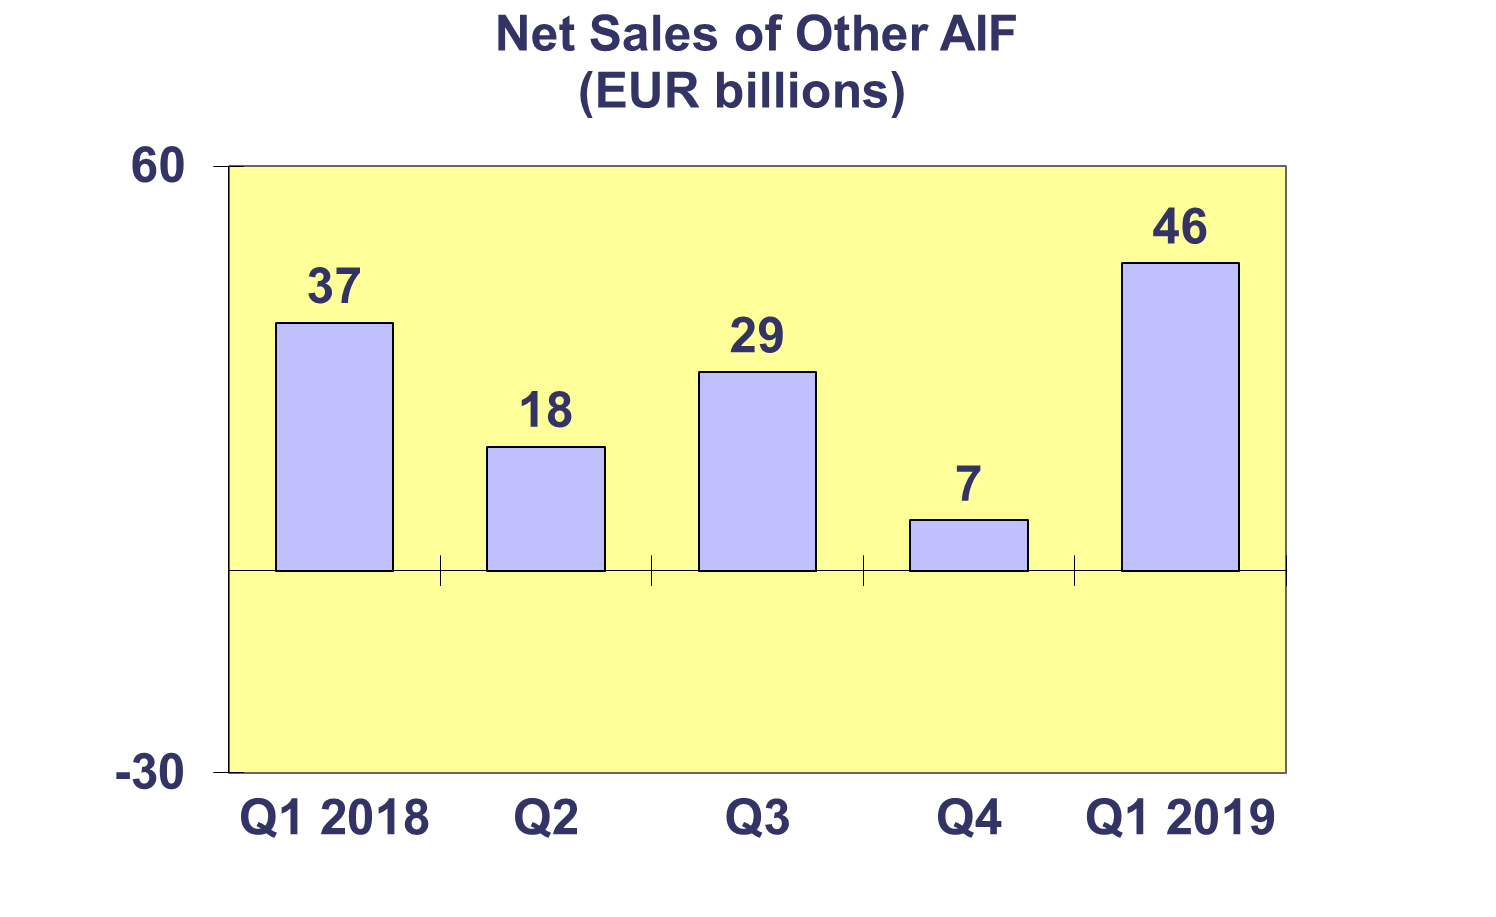 Net Sales of Other AIF
(EUR billions)
60
46
37
29
18
7
-30
Q1 2018 Q2 Q3 Q4 Q1 2019